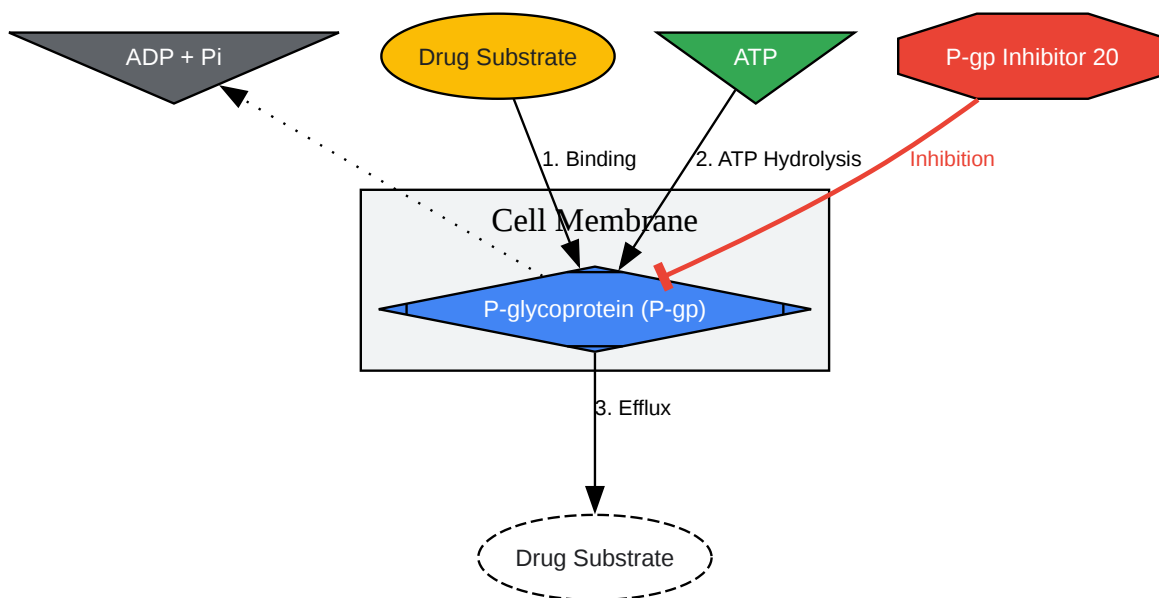 ADP + Pi
Drug Substrate
ATP
P-gp Inhibitor 20
1. Binding
2. ATP Hydrolysis
Inhibition
Cell Membrane
P-glycoprotein (P-gp)
3. Efflux
Drug Substrate